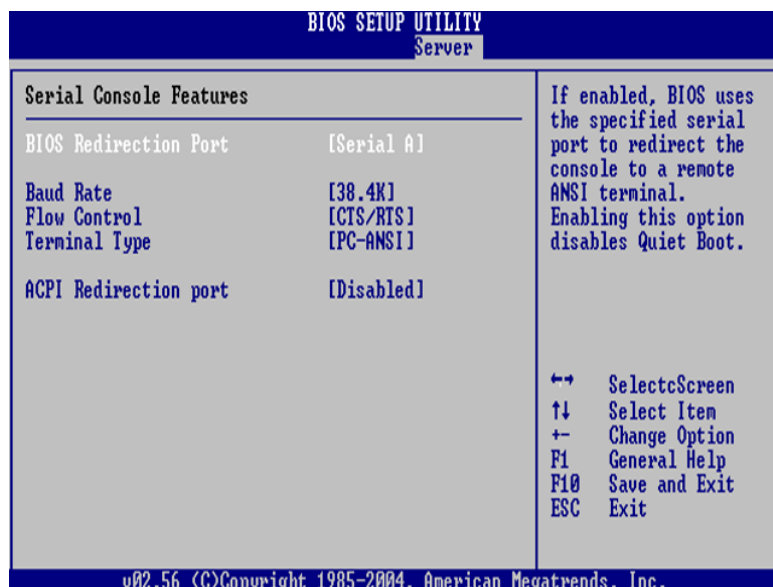 BIOS SETUP UTILITY
Server
Serial Console Features
BIOS Redirection Port [Serial A]
Baud Rate [38.4K]
Flow Control [CTS/RTS]
Terminal Type [PC-ANSI]
ACPI Redirection port [Disabled]
If enabled, BIOS uses
the specified serial
port to redirect the
console to a remote
ANSI terminal.
Enabling this option
disables Quiet Boot.
←→ SelectcScreen
↑↓ Select Item
+- Change Option
F1 General Help
F10 Save and Exit
ESC Exit
v02.56 (C)Copyright 1985-2004, American Megatrends, Inc.